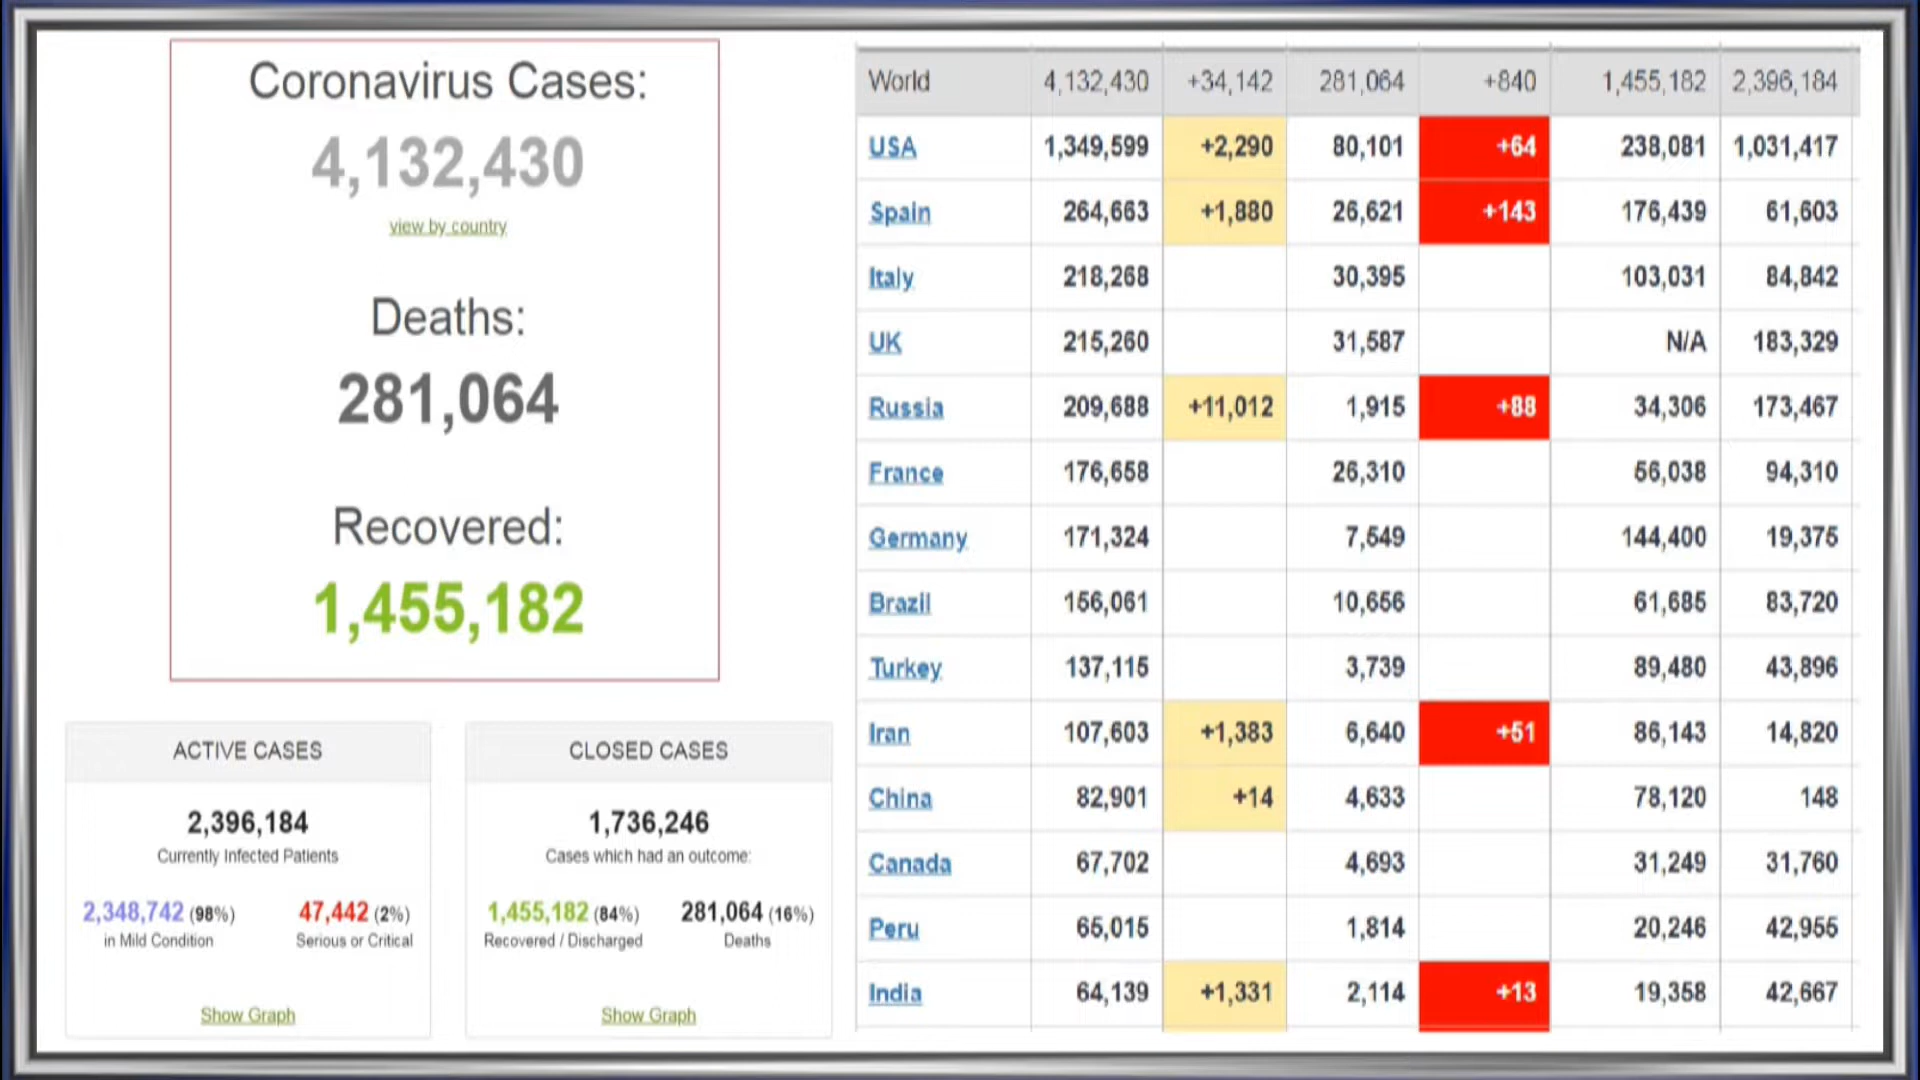 Coronavirus Cases:
4,132,430
view by country
Deaths:
281,064
Recovered:
1,455,182
ACTIVE CASES
2,396,184
Currently Infected Patients
2,348,742 (98%) 47,442 (2%)
in Mild Condition Serious or Critical
Show Graph
CLOSED CASES
1,736,246
Cases which had an outcome:
1,455,182 (84%) 281,064 (16%)
Recovered / Discharged Deaths
Show Graph
World 4,132,430 +34,142 281,064 +840 1,455,182 2,396,184
USA 1,349,599 +2,290 80,101 +64 238,081 1,031,417
Spain 264,663 +1,880 26,621 +143 176,439 61,603
Italy 218,268 30,395 103,031 84,842
UK 215,260 31,587 N/A 183,329
Russia 209,688 +11,012 1,915 +88 34,306 173,467
France 176,658 26,310 56,038 94,310
Germany 171,324 7,549 144,400 19,375
Brazil 156,061 10,656 61,685 83,720
Turkey 137,115 3,739 89,480 43,896
Iran 107,603 +1,383 6,640 +51 86,143 14,820
China 82,901 +14 4,633 78,120 148
Canada 67,702 4,693 31,249 31,760
Peru 65,015 1,814 20,246 42,955
India 64,139 +1,331 2,114 +13 19,358 42,667